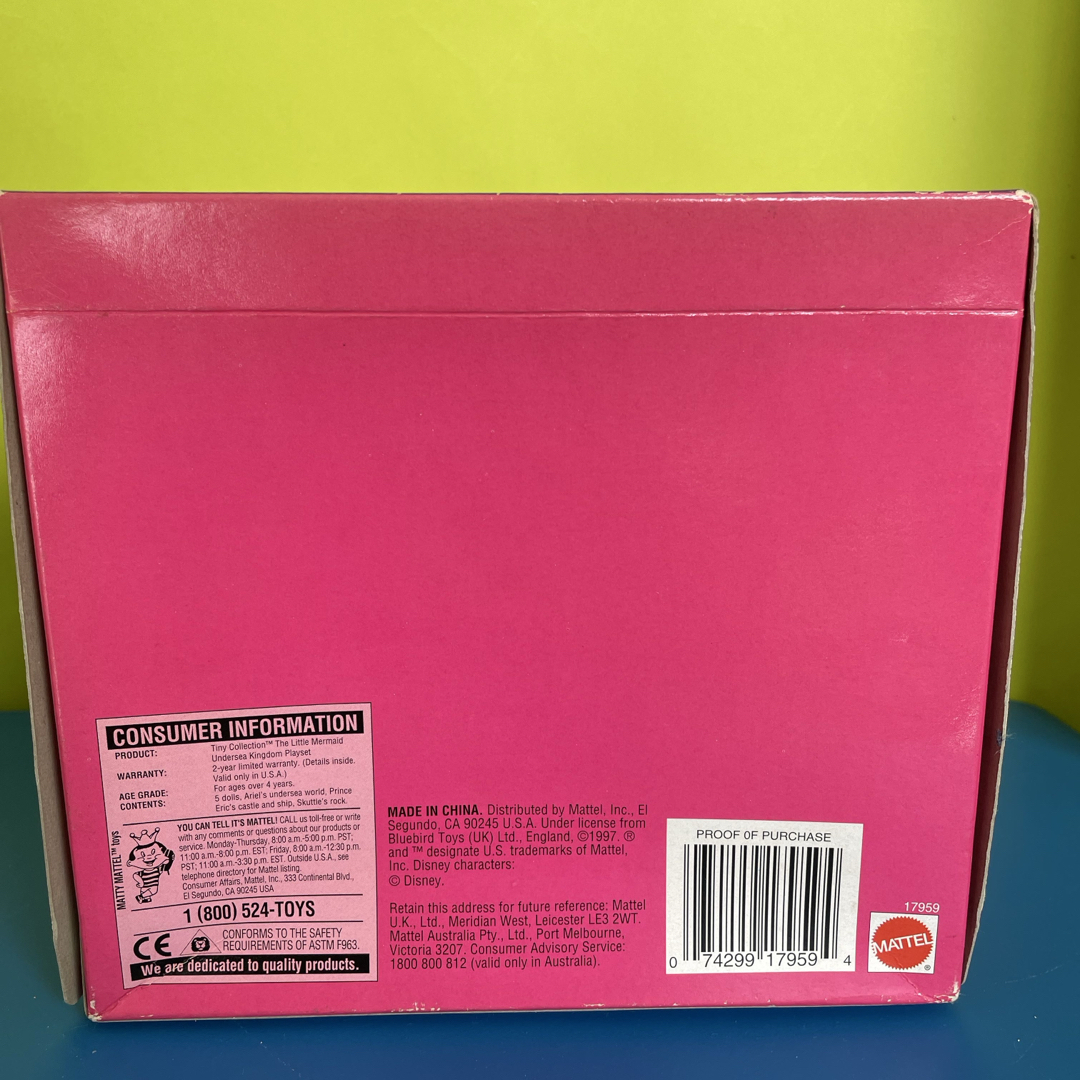 CONSUMER INFORMATION
PRODUCT: Tiny Collection™ The Little Mermaid
Undersea Kingdom Playset
WARRANTY: 2-year limited warranty. (Details inside.
Valid only in U.S.A.)
AGE GRADE: For ages over 4 years.
CONTENTS: 5 dolls, Ariel's undersea world, Prince
Eric's castle and ship, Skuttle's rock.
MATTY MATTEL™ toys
YOU CAN TELL IT'S MATTEL! CALL us toll-free or write
with any comments or questions about our products or
service. Monday-Thursday, 8:00 a.m.-5:00 p.m. PST;
11:00 a.m.-8:00 p.m. EST; Friday, 8:00 a.m.-12:30 p.m.
PST; 11:00 a.m.-3:30 p.m. EST. Outside U.S.A., see
telephone directory for Mattel listing.
Consumer Affairs, Mattel, Inc., 333 Continental Blvd.,
El Segundo, CA 90245 USA
1 (800) 524-TOYS
CE
CONFORMS TO THE SAFETY
REQUIREMENTS OF ASTM F963.
We are dedicated to quality products.
MADE IN CHINA. Distributed by Mattel, Inc., El
Segundo, CA 90245 U.S.A. Under license from
Bluebird Toys (UK) Ltd., England, ©1997. ®
and ™ designate U.S. trademarks of Mattel,
Inc. Disney characters:
© Disney.
Retain this address for future reference: Mattel
U.K., Ltd., Meridian West, Leicester LE3 2WT.
Mattel Australia Pty., Ltd., Port Melbourne,
Victoria 3207. Consumer Advisory Service:
1800 800 812 (valid only in Australia).
PROOF OF PURCHASE
0 74299 17959 4
17959
MATTEL
®